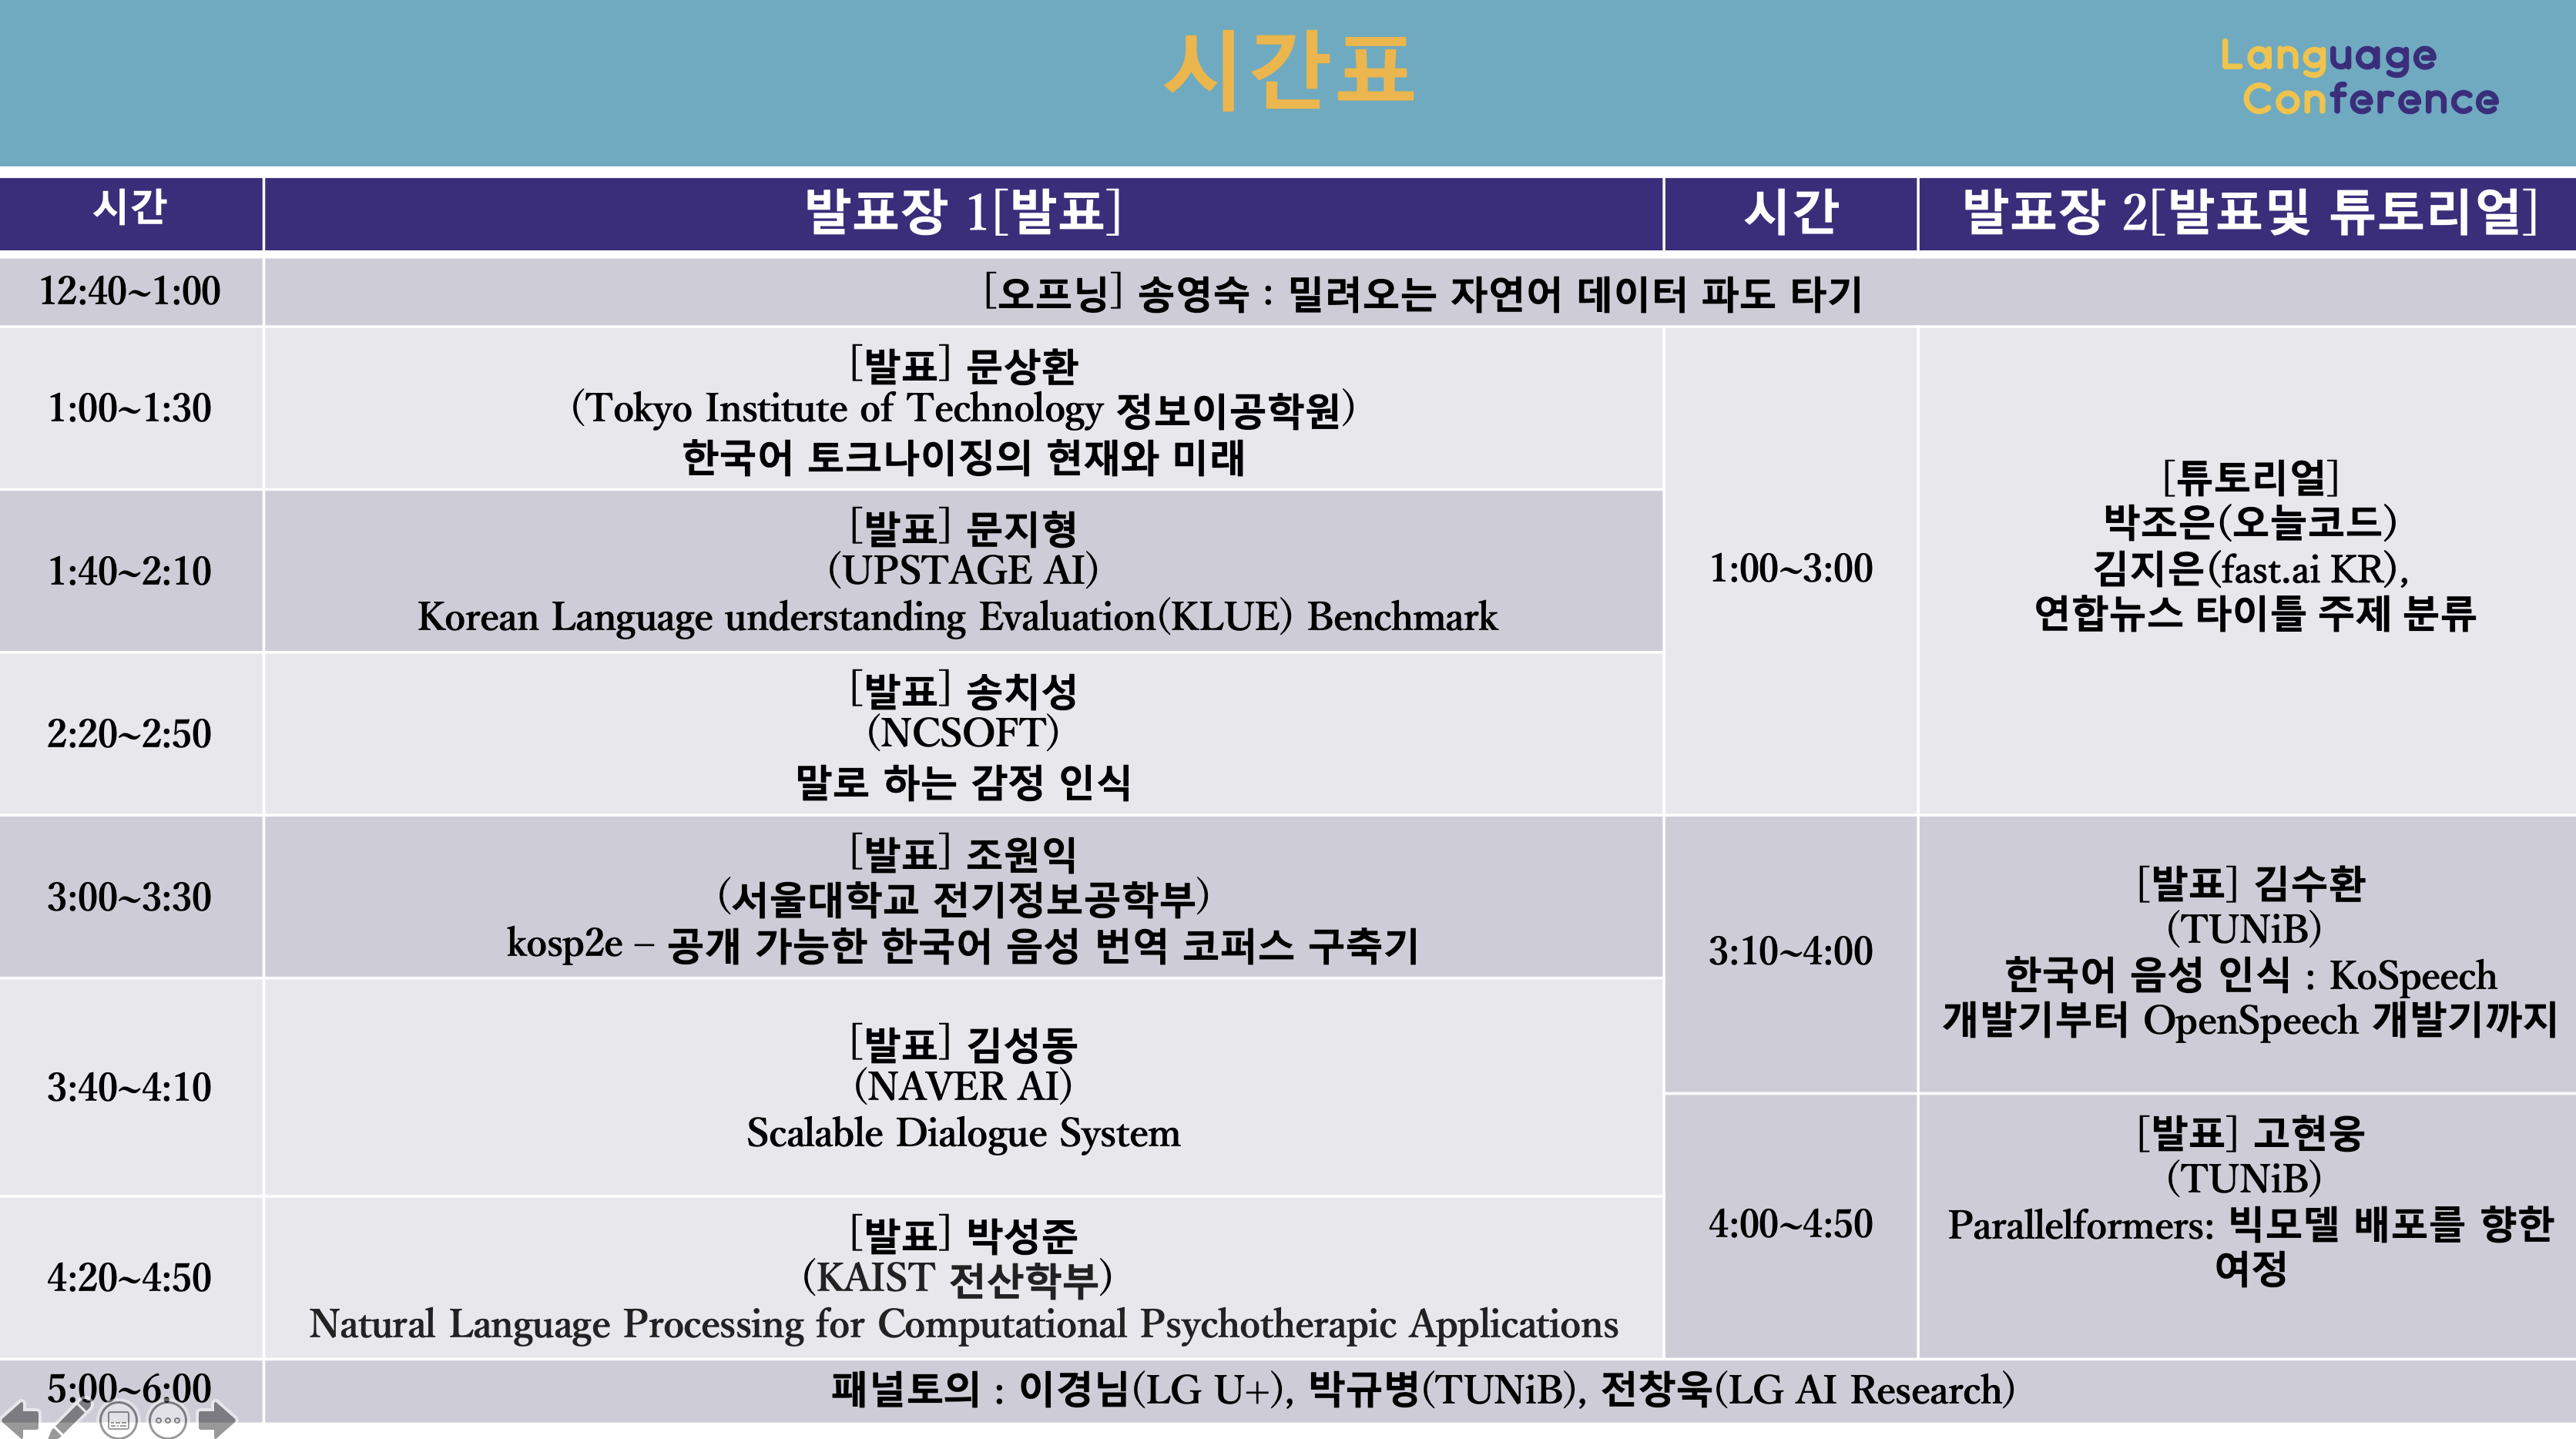 시간표
Language
Conference
시간
발표장 1[발표]
시간
발표장 2[발표및 튜토리얼]
12:40~1:00
[오프닝] 송영숙 : 밀려오는 자연어 데이터 파도 타기
1:00~1:30
[발표] 문상환
(Tokyo Institute of Technology 정보이공학원)
한국어 토크나이징의 현재와 미래
1:00~3:00
[튜토리얼]
박조은(오늘코드)
김지은(fast.ai KR),
연합뉴스 타이틀 주제 분류
1:40~2:10
[발표] 문지형
(UPSTAGE AI)
Korean Language understanding Evaluation(KLUE) Benchmark
2:20~2:50
[발표] 송치성
(NCSOFT)
말로 하는 감정 인식
3:00~3:30
[발표] 조원익
(서울대학교 전기정보공학부)
kosp2e – 공개 가능한 한국어 음성 번역 코퍼스 구축기
3:10~4:00
[발표] 김수환
(TUNiB)
한국어 음성 인식 : KoSpeech
개발기부터 OpenSpeech 개발기까지
3:40~4:10
[발표] 김성동
(NAVER AI)
Scalable Dialogue System
4:00~4:50
[발표] 고현웅
(TUNiB)
Parallelformers: 빅모델 배포를 향한
여정
4:20~4:50
[발표] 박성준
(KAIST 전산학부)
Natural Language Processing for Computational Psychotherapic Applications
5:00~6:00
패널토의 : 이경님(LG U+), 박규병(TUNiB), 전창욱(LG AI Research)